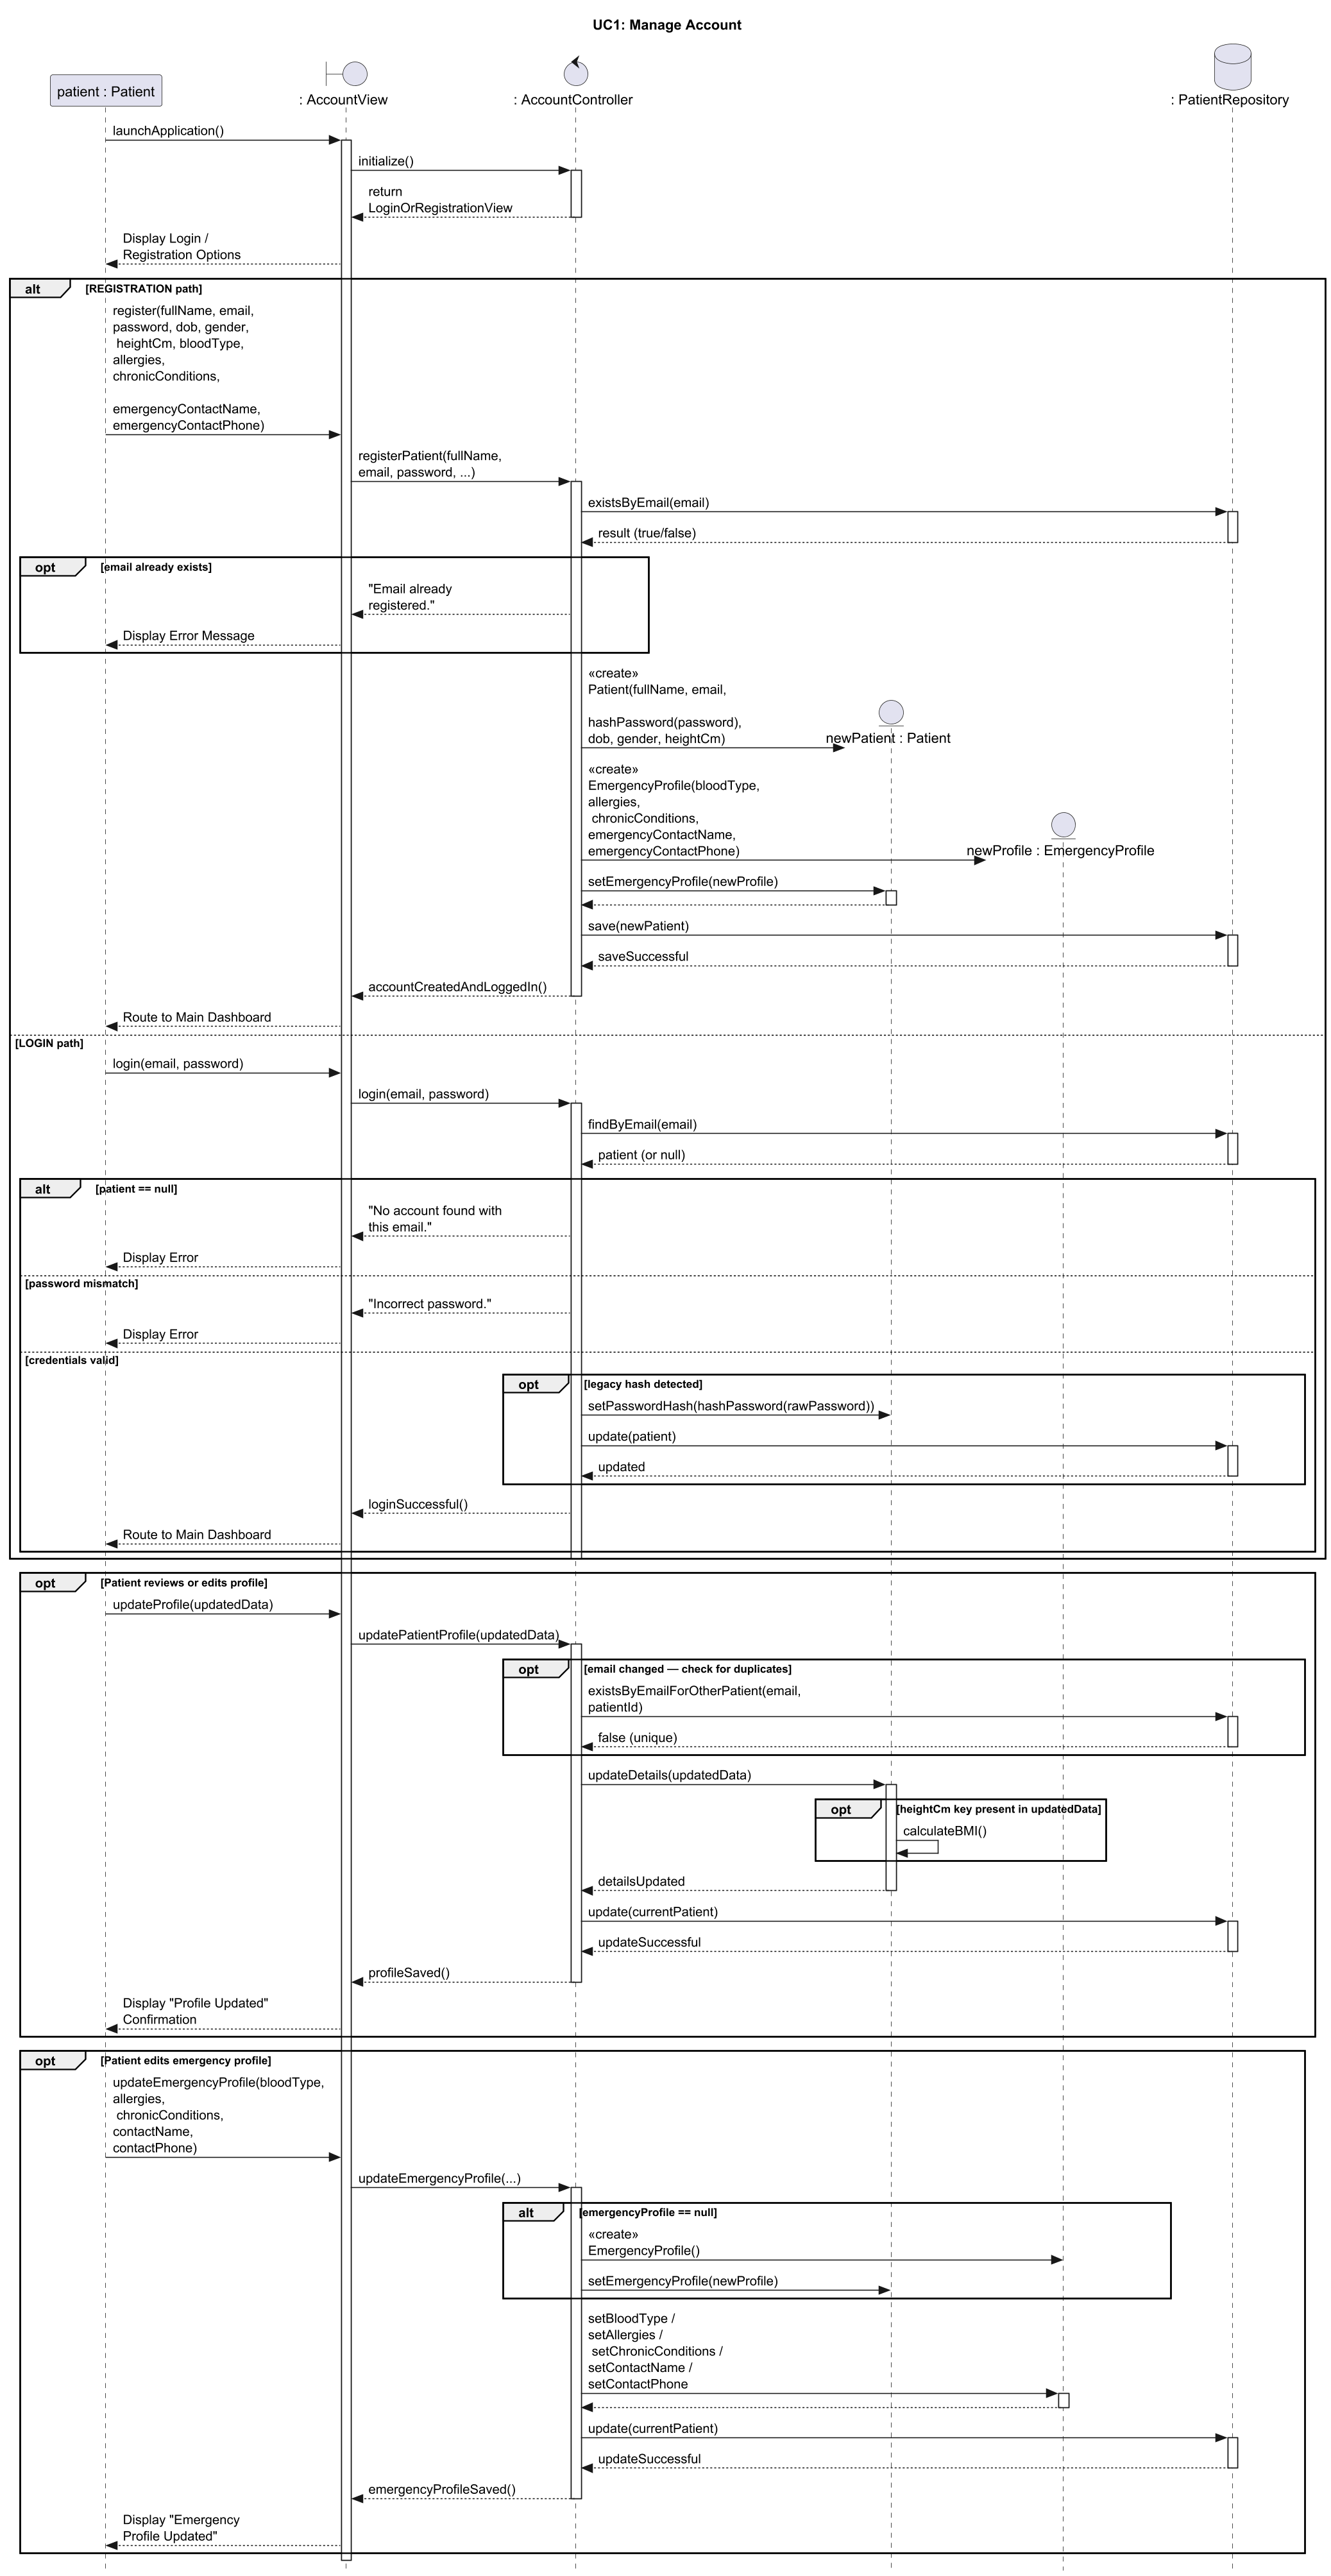 UC1: Manage Account
patient : Patient
: AccountView
: AccountController
: PatientRepository
launchApplication()
initialize()
return
LoginOrRegistrationView
Display Login /
Registration Options
alt
[REGISTRATION path]
register(fullName, email,
password, dob, gender,
heightCm, bloodType,
allergies,
chronicConditions,
emergencyContactName,
emergencyContactPhone)
registerPatient(fullName,
email, password, ...)
existsByEmail(email)
result (true/false)
opt
[email already exists]
"Email already
registered."
Display Error Message
«create»
Patient(fullName, email,
hashPassword(password),
dob, gender, heightCm)
newPatient : Patient
«create»
EmergencyProfile(bloodType,
allergies,
chronicConditions,
emergencyContactName,
emergencyContactPhone)
newProfile : EmergencyProfile
setEmergencyProfile(newProfile)
save(newPatient)
saveSuccessful
accountCreatedAndLoggedIn()
Route to Main Dashboard
[LOGIN path]
login(email, password)
login(email, password)
findByEmail(email)
patient (or null)
alt
[patient == null]
"No account found with
this email."
Display Error
[password mismatch]
"Incorrect password."
Display Error
[credentials valid]
opt
[legacy hash detected]
setPasswordHash(hashPassword(rawPassword))
update(patient)
updated
loginSuccessful()
Route to Main Dashboard
opt
[Patient reviews or edits profile]
updateProfile(updatedData)
updatePatientProfile(updatedData)
opt
[email changed — check for duplicates]
existsByEmailForOtherPatient(email,
patientId)
false (unique)
updateDetails(updatedData)
opt
[heightCm key present in updatedData]
calculateBMI()
detailsUpdated
update(currentPatient)
updateSuccessful
profileSaved()
Display "Profile Updated"
Confirmation
opt
[Patient edits emergency profile]
updateEmergencyProfile(bloodType,
allergies,
chronicConditions,
contactName,
contactPhone)
updateEmergencyProfile(...)
alt
[emergencyProfile == null]
«create»
EmergencyProfile()
setEmergencyProfile(newProfile)
setBloodType /
setAllergies /
setChronicConditions /
setContactName /
setContactPhone
update(currentPatient)
updateSuccessful
emergencyProfileSaved()
Display "Emergency
Profile Updated"